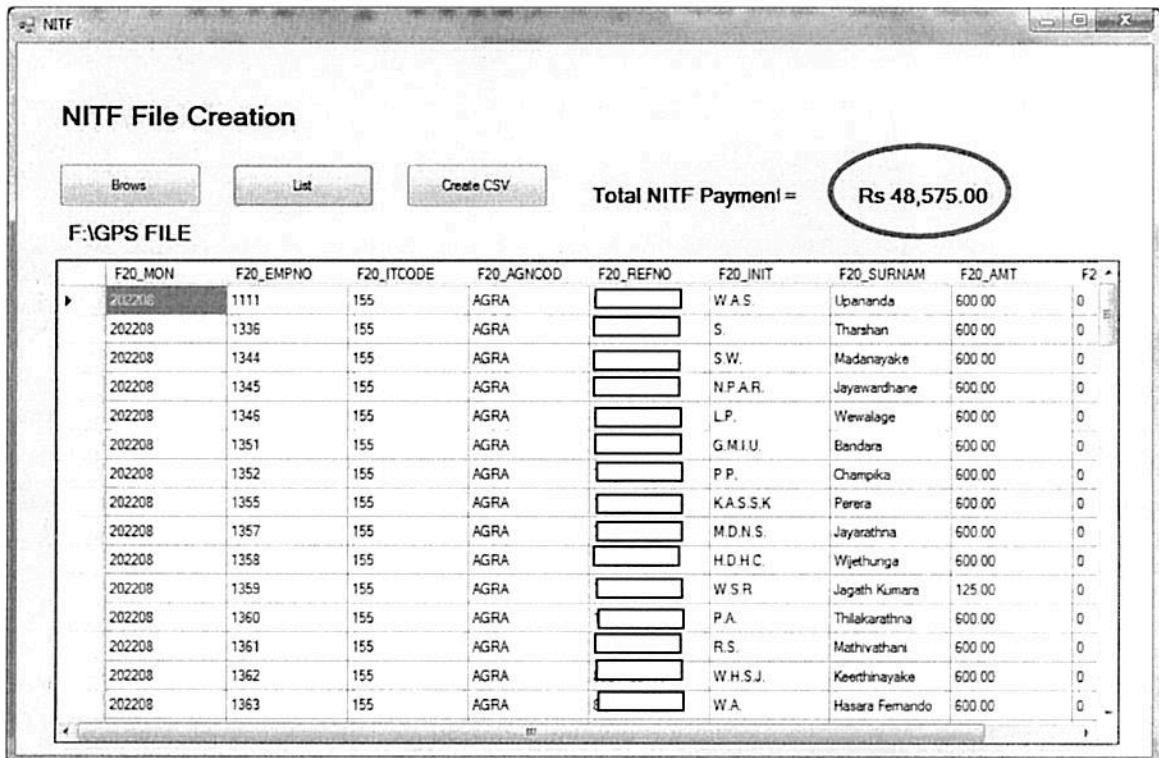 NITF
NITF File Creation
Brows List Create CSV Total NITF Payment = Rs 48,575.00
F:\GPS FILE
F20_MON F20_EMPNO F20_ITCODE F20_AGNCOD F20_REFNO F20_INIT F20_SURNAM F20_AMT F2
202208 1111 155 AGRA W.A.S. Upananda 600.00 0
202208 1336 155 AGRA S. Tharshan 600.00 0
202208 1344 155 AGRA S.W. Madanayake 600.00 0
202208 1345 155 AGRA N.P.A.R. Jayawardhane 600.00 0
202208 1346 155 AGRA L.P. Wewalage 600.00 0
202208 1351 155 AGRA G.M.I.U. Bandara 600.00 0
202208 1352 155 AGRA P.P. Champika 600.00 0
202208 1355 155 AGRA K.A.S.S.K Perera 600.00 0
202208 1357 155 AGRA M.D.N.S. Jayarathna 600.00 0
202208 1358 155 AGRA H.D.H.C. Wijethunga 600.00 0
202208 1359 155 AGRA W.S.R Jagath Kumara 125.00 0
202208 1360 155 AGRA P.A. Thilakarathna 600.00 0
202208 1361 155 AGRA R.S. Mathivathani 600.00 0
202208 1362 155 AGRA W.H.S.J. Keerthinayake 600.00 0
202208 1363 155 AGRA W.A. Hasara Fernando 600.00 0